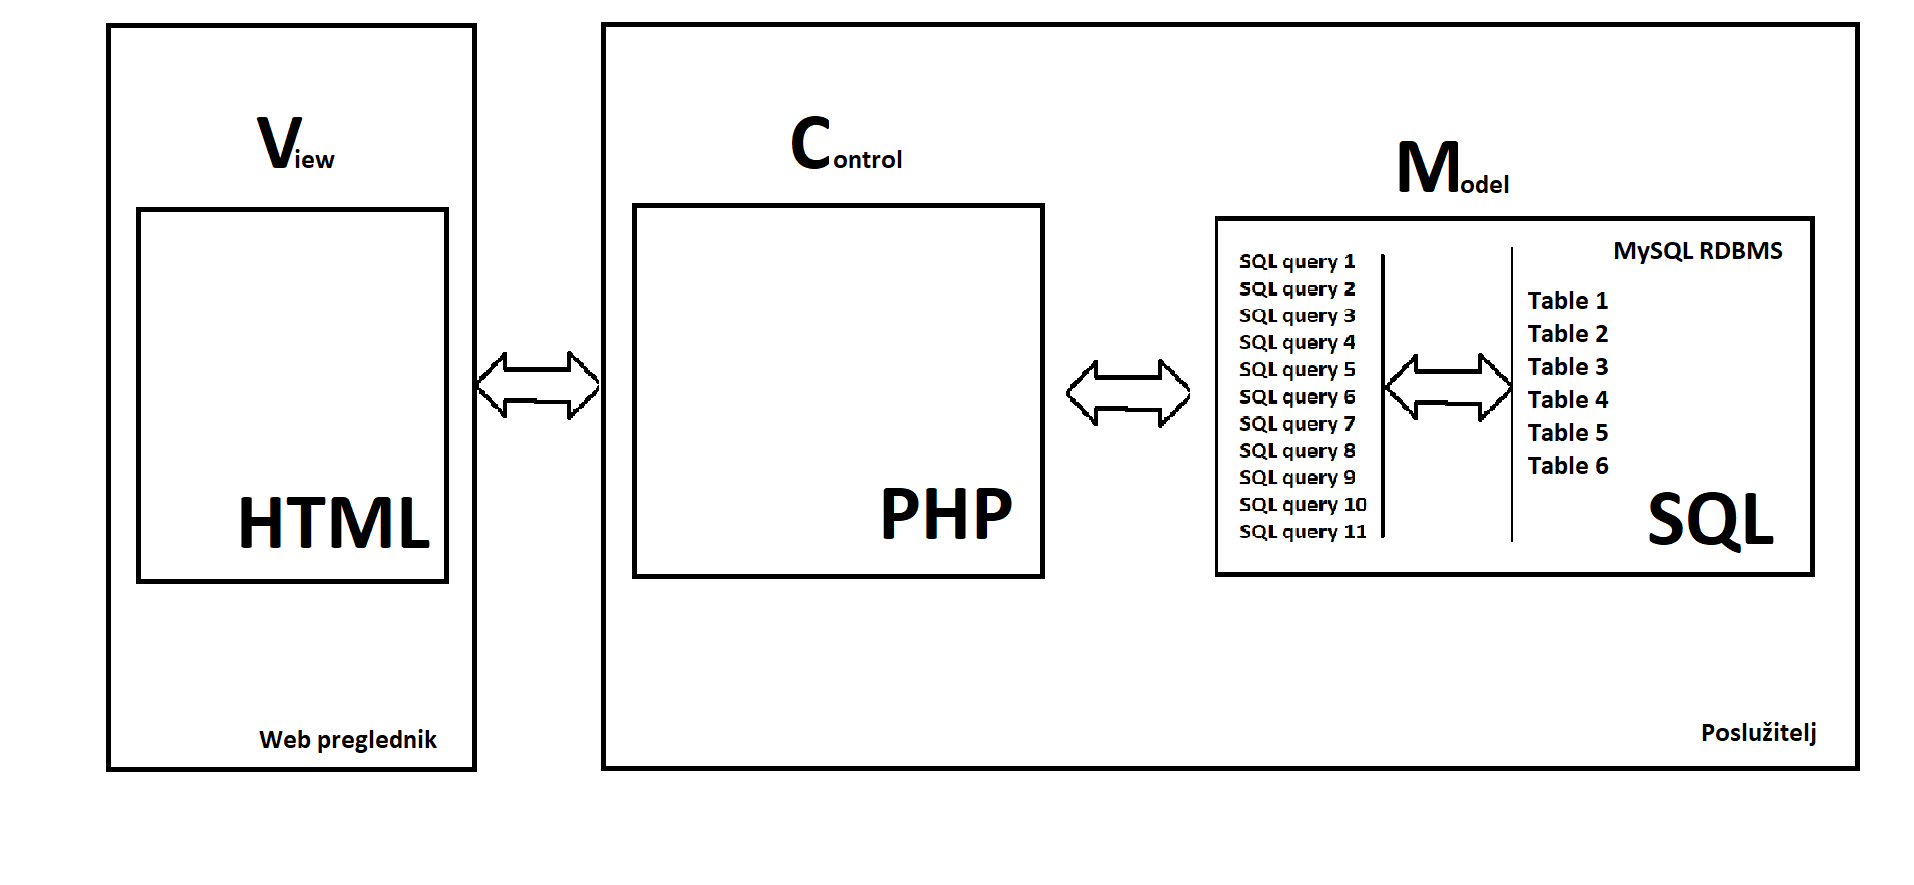 View
HTML
Web preglednik
Control
PHP
Model
SQL query 1
SQL query 2
SQL query 3
SQL query 4
SQL query 5
SQL query 6
SQL query 7
SQL query 8
SQL query 9
SQL query 10
SQL query 11
MySQL RDBMS
Table 1
Table 2
Table 3
Table 4
Table 5
Table 6
SQL
Poslužitelj